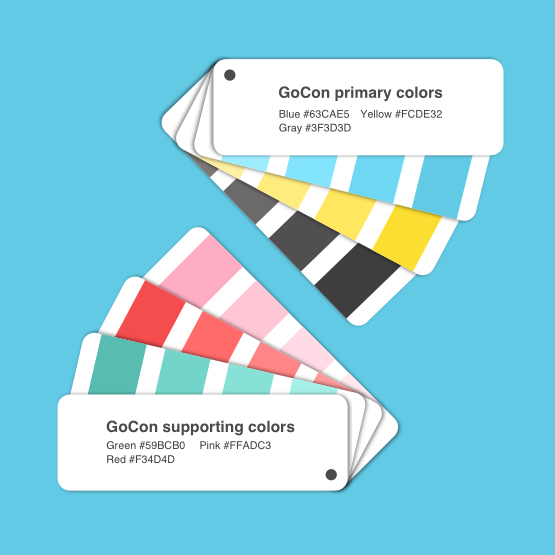 GoCon primary colors
Blue #63CAE5 Yellow #FCDE32
Gray #3F3D3D
GoCon supporting colors
Green #59BCB0 Pink #FFADC3
Red #F34D4D